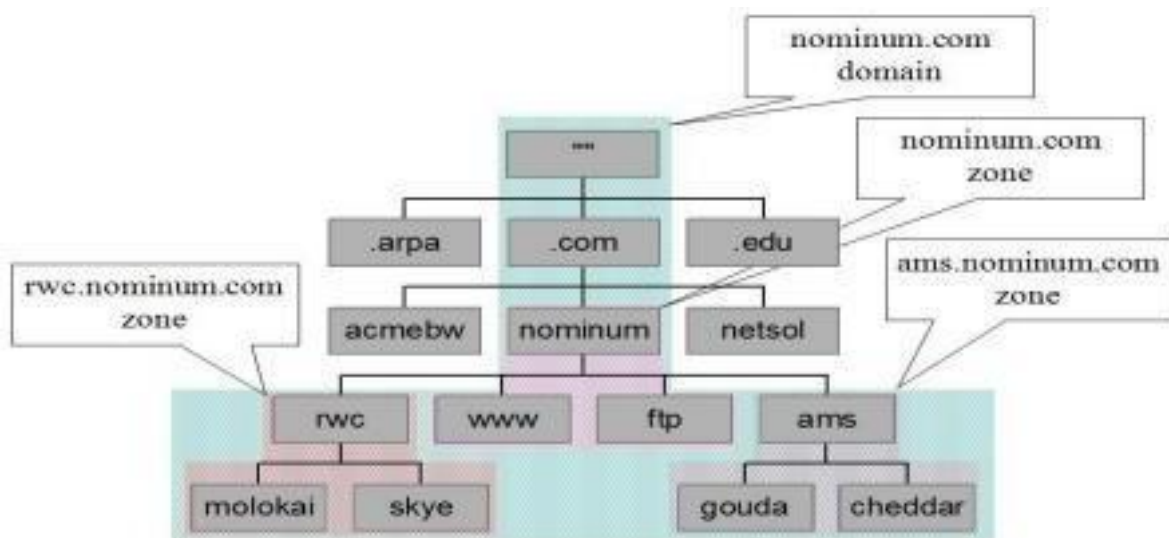 nominum.com
domain
""
nominum.com
zone
.arpa
.com
.edu
rwc.nominum.com
zone
ams.nominum.com
zone
acmebw
nominum
netsol
rwc
www
ftp
ams
molokai
skye
gouda
cheddar